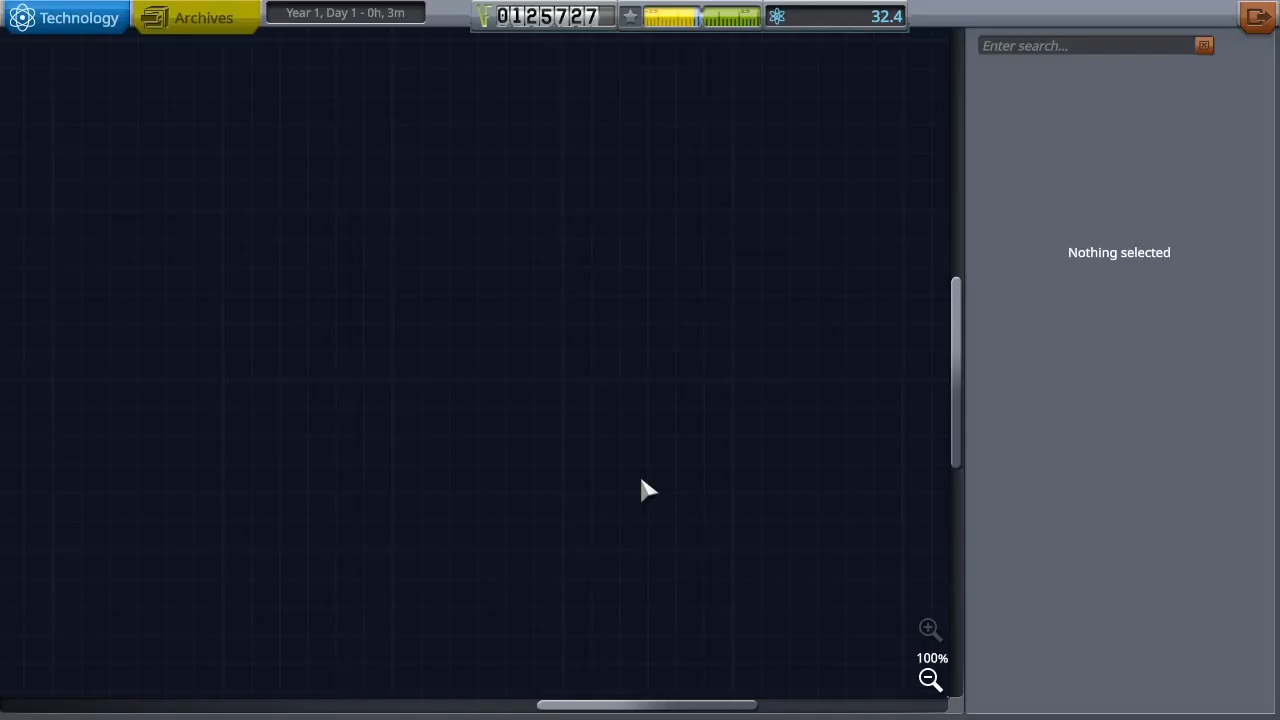 Technology
Archives
Year 1, Day 1 - 0h, 3m
0125727
32.4
Enter search...
Nothing selected
100%